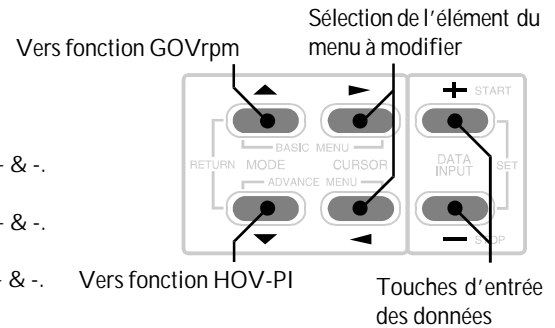 Sélection de l'élément du
menu à modifier
Vers fonction GOVrpm
START
BASIC MENU
RETURN MODE CURSOR DATA INPUT SET
ADVANCE MENU
STOP
- & -.
- & -.
- & -.
Vers fonction HOV-PI
Touches d'entrée
des données